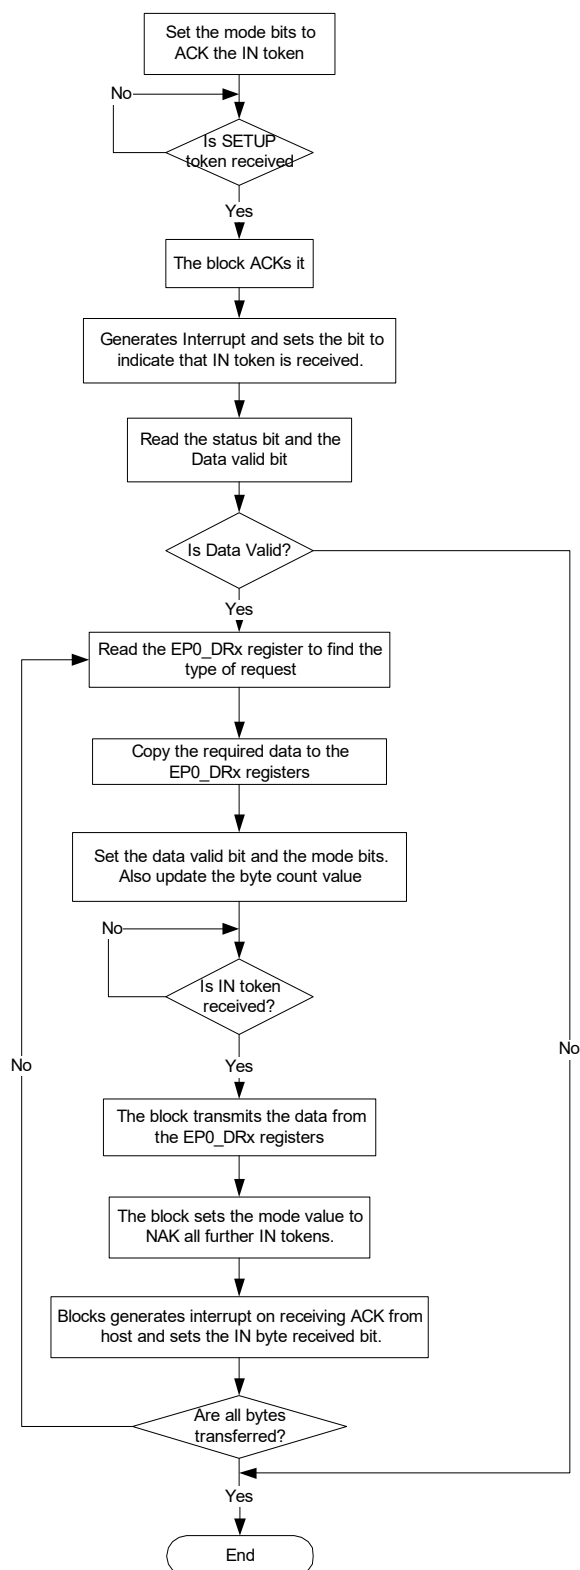 Set the mode bits to
ACK the IN token
No
Is SETUP
token received
Yes
The block ACKs it
Generates Interrupt and sets the bit to
indicate that IN token is received.
Read the status bit and the
Data valid bit
Is Data Valid?
Yes
Read the EP0_DRx register to find the
type of request
Copy the required data to the
EP0_DRx registers
Set the data valid bit and the mode bits.
Also update the byte count value
No
Is IN token
received?
No
No
Yes
The block transmits the data from
the EP0_DRx registers
The block sets the mode value to
NAK all further IN tokens.
Blocks generates interrupt on receiving ACK from
host and sets the IN byte received bit.
Are all bytes
transferred?
Yes
End